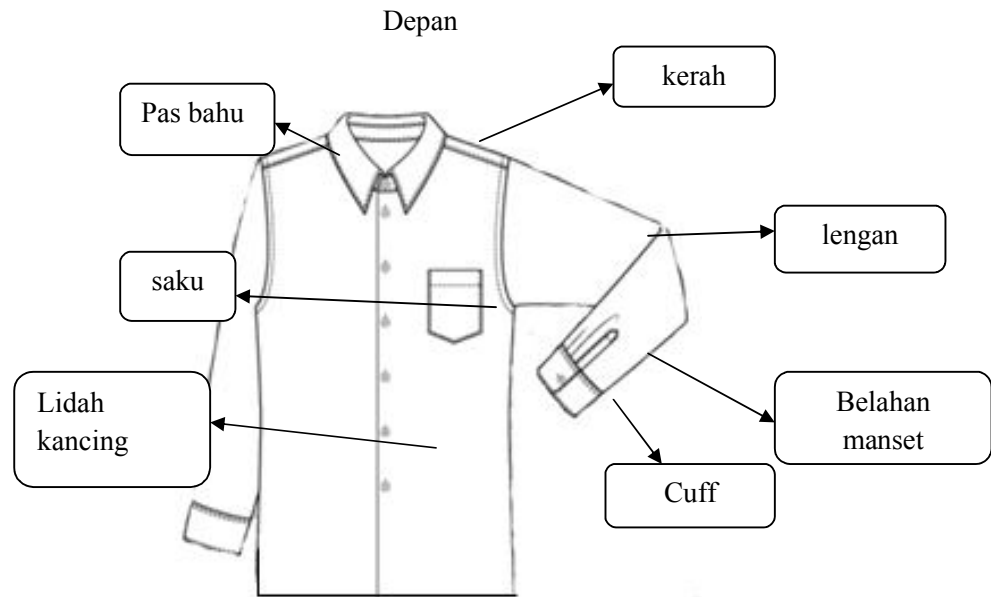 Depan
kerah
Pas bahu
lengan
saku
Lidah
kancing
Belahan
manset
Cuff